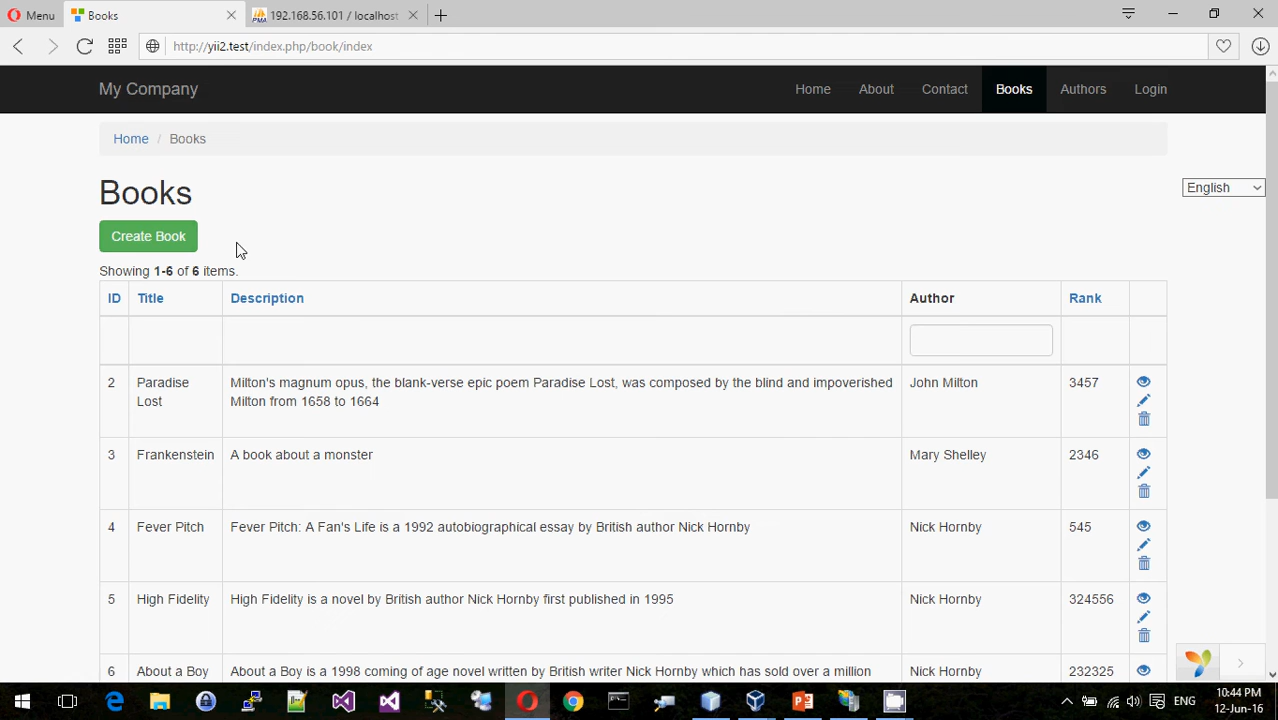 Menu
Books
192.168.56.101 / localhost
http://yii2.test/index.php/book/index
My Company
Home
About
Contact
Books
Authors
Login
Home / Books
Books
English
Create Book
Showing 1-6 of 6 items.
ID Title Description Author Rank
2 Paradise Lost Milton's magnum opus, the blank-verse epic poem Paradise Lost, was composed by the blind and impoverished Milton from 1658 to 1664 John Milton 3457
3 Frankenstein A book about a monster Mary Shelley 2346
4 Fever Pitch Fever Pitch: A Fan's Life is a 1992 autobiographical essay by British author Nick Hornby Nick Hornby 545
5 High Fidelity High Fidelity is a novel by British author Nick Hornby first published in 1995 Nick Hornby 324556
6 About a Boy About a Boy is a 1998 coming of age novel written by British writer Nick Hornby which has sold over a million Nick Hornby 232325
ENG
10:44 PM
12-Jun-16